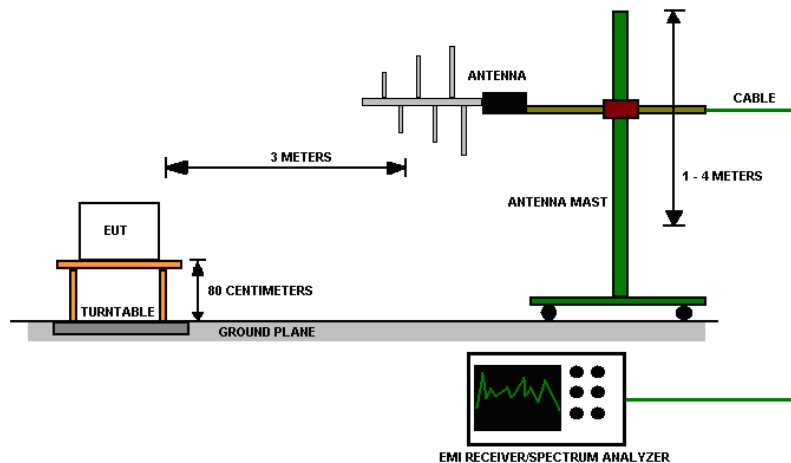 ANTENNA
CABLE
3 METERS
1 - 4 METERS
ANTENNA MAST
EUT
80 CENTIMETERS
TURNTABLE
GROUND PLANE
EMI RECEIVER/SPECTRUM ANALYZER